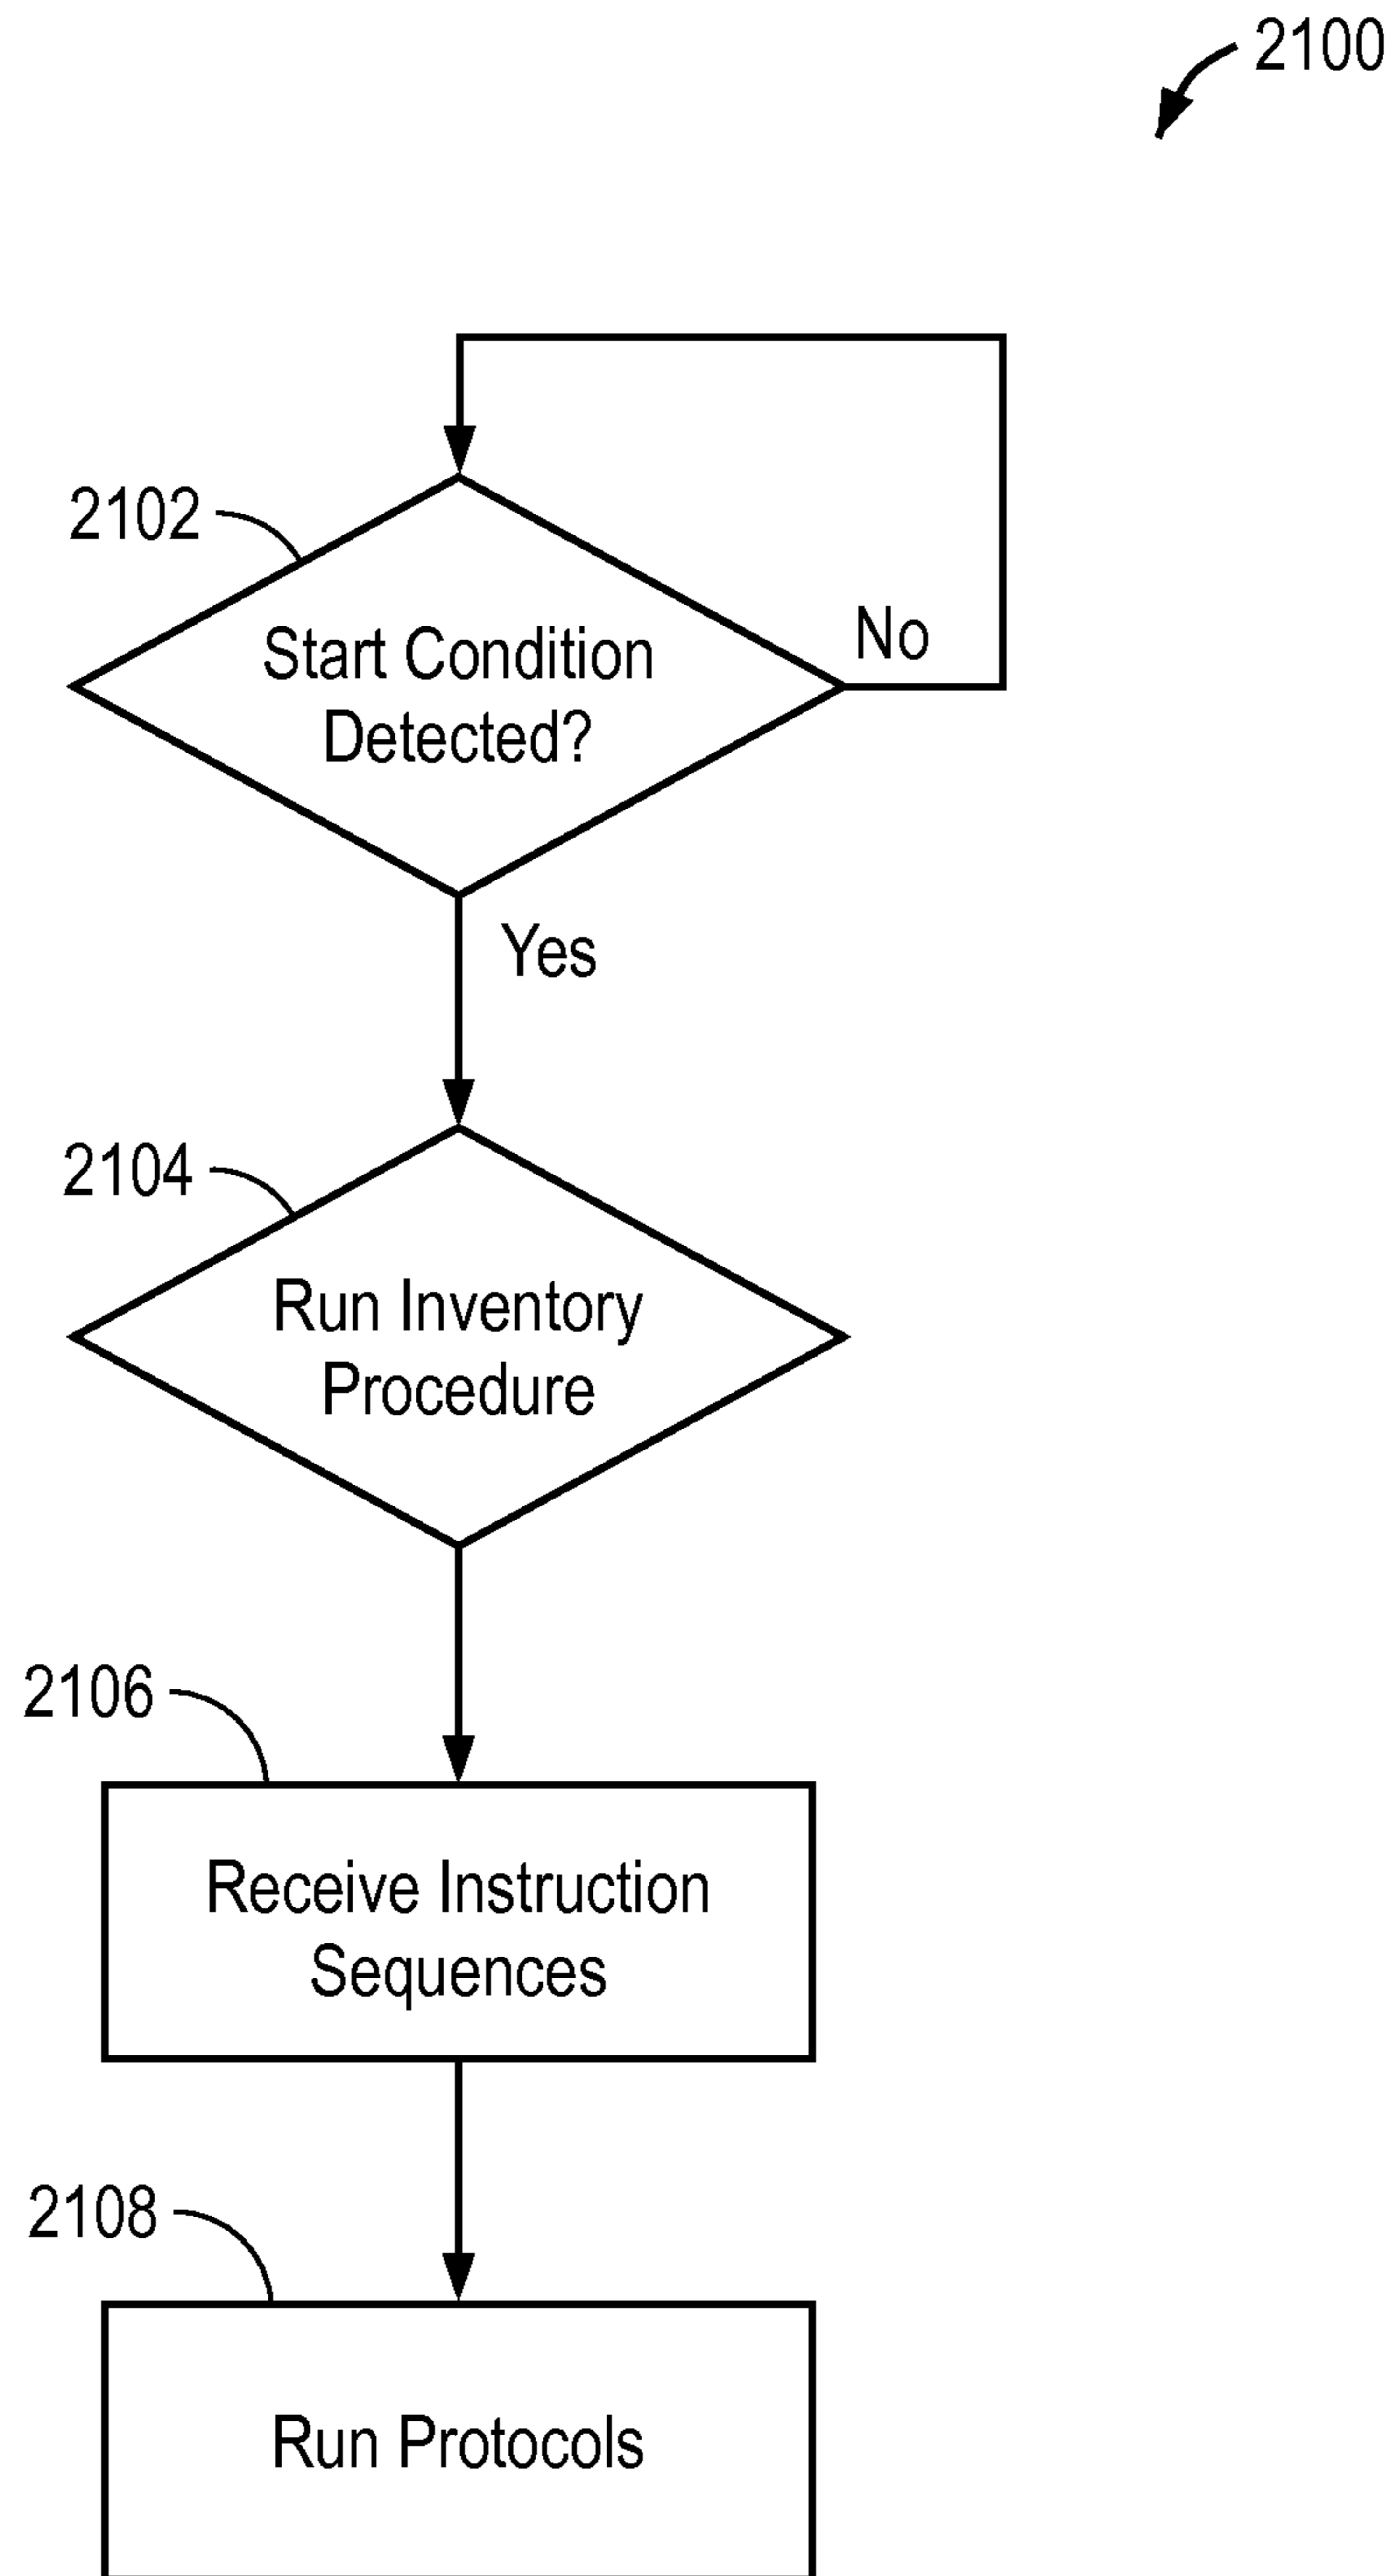 2100
2102
Start Condition
Detected?
No
Yes
2104
Run Inventory
Procedure
2106
Receive Instruction
Sequences
2108
Run Protocols